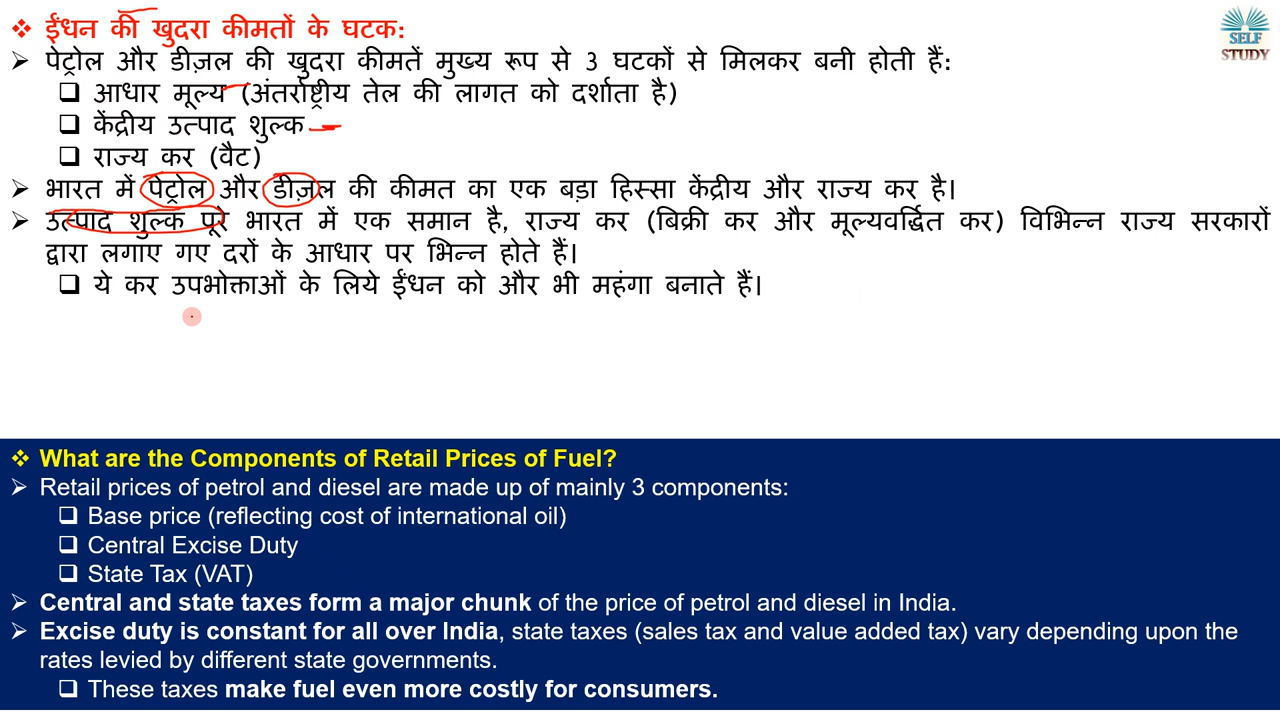 ❖ ईंधन की खुदरा कीमतों के घटक:
SELF
STUDY
➢ पेट्रोल और डीज़ल की खुदरा कीमतें मुख्य रूप से 3 घटकों से मिलकर बनी होती हैं:
❑ आधार मूल्य (अंतर्राष्ट्रीय तेल की लागत को दर्शाता है)
❑ केंद्रीय उत्पाद शुल्क
❑ राज्य कर (वैट)
➢ भारत में पेट्रोल और डीज़ल की कीमत का एक बड़ा हिस्सा केंद्रीय और राज्य कर है।
➢ उत्पाद शुल्क पूरे भारत में एक समान है, राज्य कर (बिक्री कर और मूल्यवर्द्धित कर) विभिन्न राज्य सरकारों
द्वारा लगाए गए दरों के आधार पर भिन्न होते हैं।
❑ ये कर उपभोक्ताओं के लिये ईंधन को और भी महंगा बनाते हैं।
❖ What are the Components of Retail Prices of Fuel?
➢ Retail prices of petrol and diesel are made up of mainly 3 components:
❑ Base price (reflecting cost of international oil)
❑ Central Excise Duty
❑ State Tax (VAT)
➢ Central and state taxes form a major chunk of the price of petrol and diesel in India.
➢ Excise duty is constant for all over India, state taxes (sales tax and value added tax) vary depending upon the
rates levied by different state governments.
❑ These taxes make fuel even more costly for consumers.